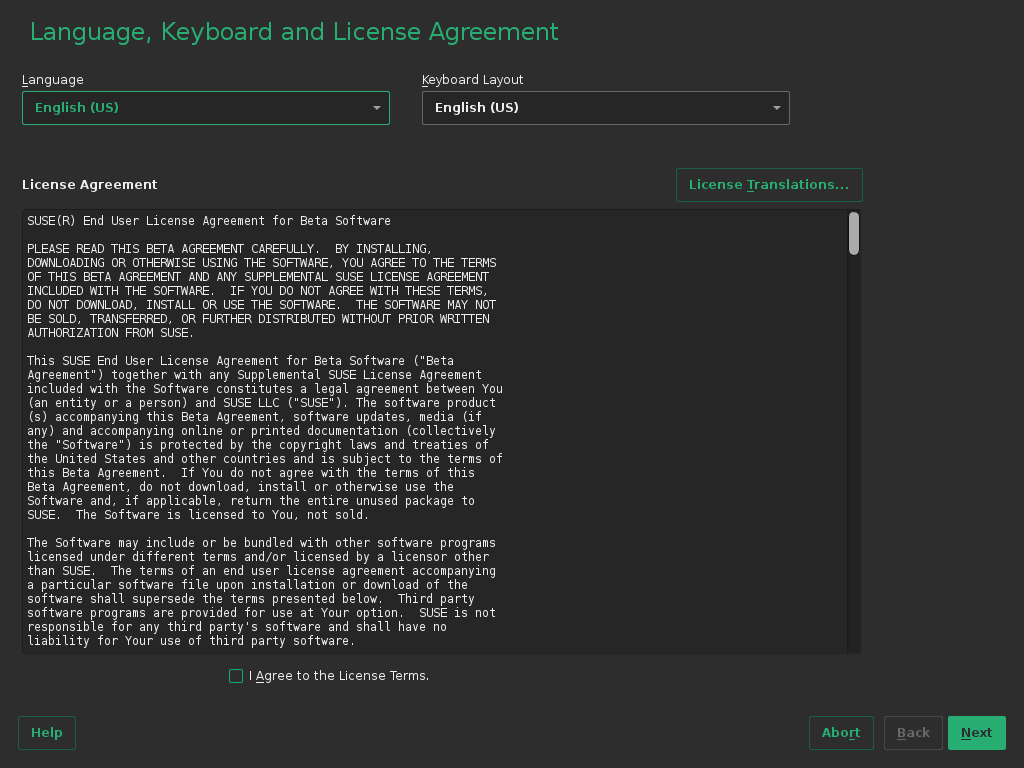 Language, Keyboard and License Agreement
Language
Keyboard Layout
English (US)
English (US)
License Agreement
License Translations...
SUSE(R) End User License Agreement for Beta Software
PLEASE READ THIS BETA AGREEMENT CAREFULLY.  BY INSTALLING,
DOWNLOADING OR OTHERWISE USING THE SOFTWARE, YOU AGREE TO THE TERMS
OF THIS BETA AGREEMENT AND ANY SUPPLEMENTAL SUSE LICENSE AGREEMENT
INCLUDED WITH THE SOFTWARE.  IF YOU DO NOT AGREE WITH THESE TERMS,
DO NOT DOWNLOAD, INSTALL OR USE THE SOFTWARE.  THE SOFTWARE MAY NOT
BE SOLD, TRANSFERRED, OR FURTHER DISTRIBUTED WITHOUT PRIOR WRITTEN
AUTHORIZATION FROM SUSE.
This SUSE End User License Agreement for Beta Software ("Beta
Agreement") together with any Supplemental SUSE License Agreement
included with the Software constitutes a legal agreement between You
(an entity or a person) and SUSE LLC ("SUSE"). The software product
(s) accompanying this Beta Agreement, software updates, media (if
any) and accompanying online or printed documentation (collectively
the "Software") is protected by the copyright laws and treaties of
the United States and other countries and is subject to the terms of
this Beta Agreement.  If You do not agree with the terms of this
Beta Agreement, do not download, install or otherwise use the
Software and, if applicable, return the entire unused package to
SUSE.  The Software is licensed to You, not sold.
The Software may include or be bundled with other software programs
licensed under different terms and/or licensed by a licensor other
than SUSE.  The terms of an end user license agreement accompanying
a particular software file upon installation or download of the
software shall supersede the terms presented below.  Third party
software programs are provided for use at Your option.  SUSE is not
responsible for any third party's software and shall have no
liability for Your use of third party software.
I Agree to the License Terms.
Help
Abort
Back
Next